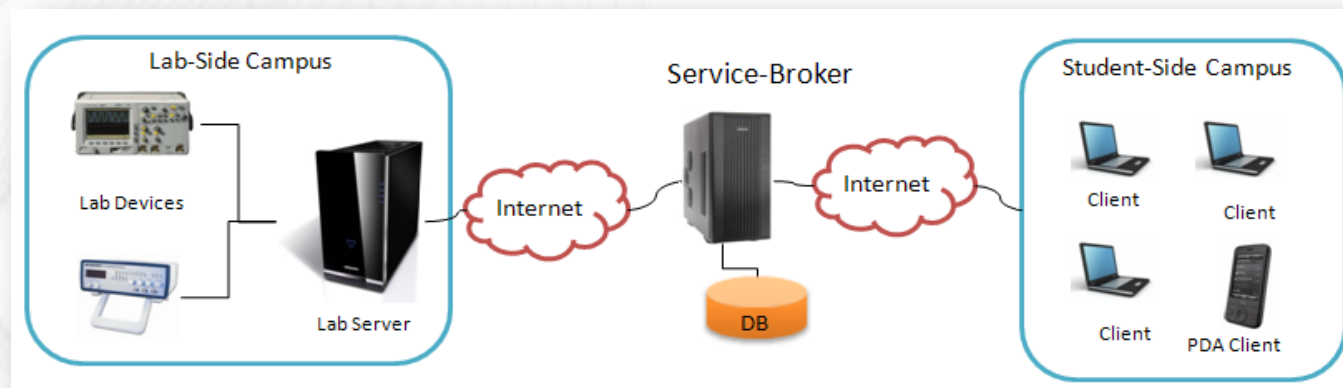 Lab-Side Campus
Lab Devices
Lab Server
Internet
Service-Broker
DB
Internet
Student-Side Campus
Client
Client
Client
PDA Client